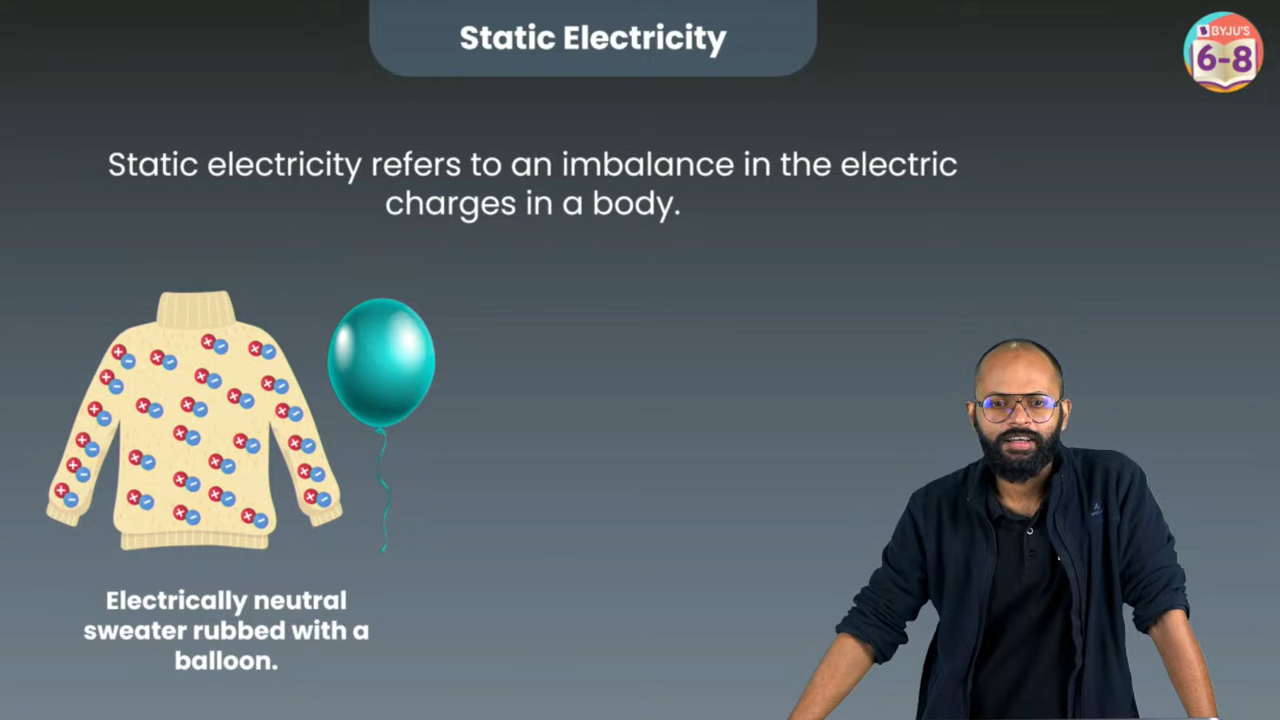 Static Electricity
BYJU'S
6-8
Static electricity refers to an imbalance in the electric
charges in a body.
Electrically neutral
sweater rubbed with a
balloon.